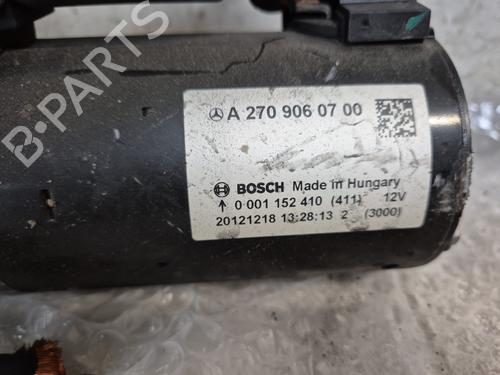 A 270 906 07 00
BOSCH Made in Hungary
0 001 152 410 (411) 12V
20121218 13:28:13 2 (3000)
B-PARTS